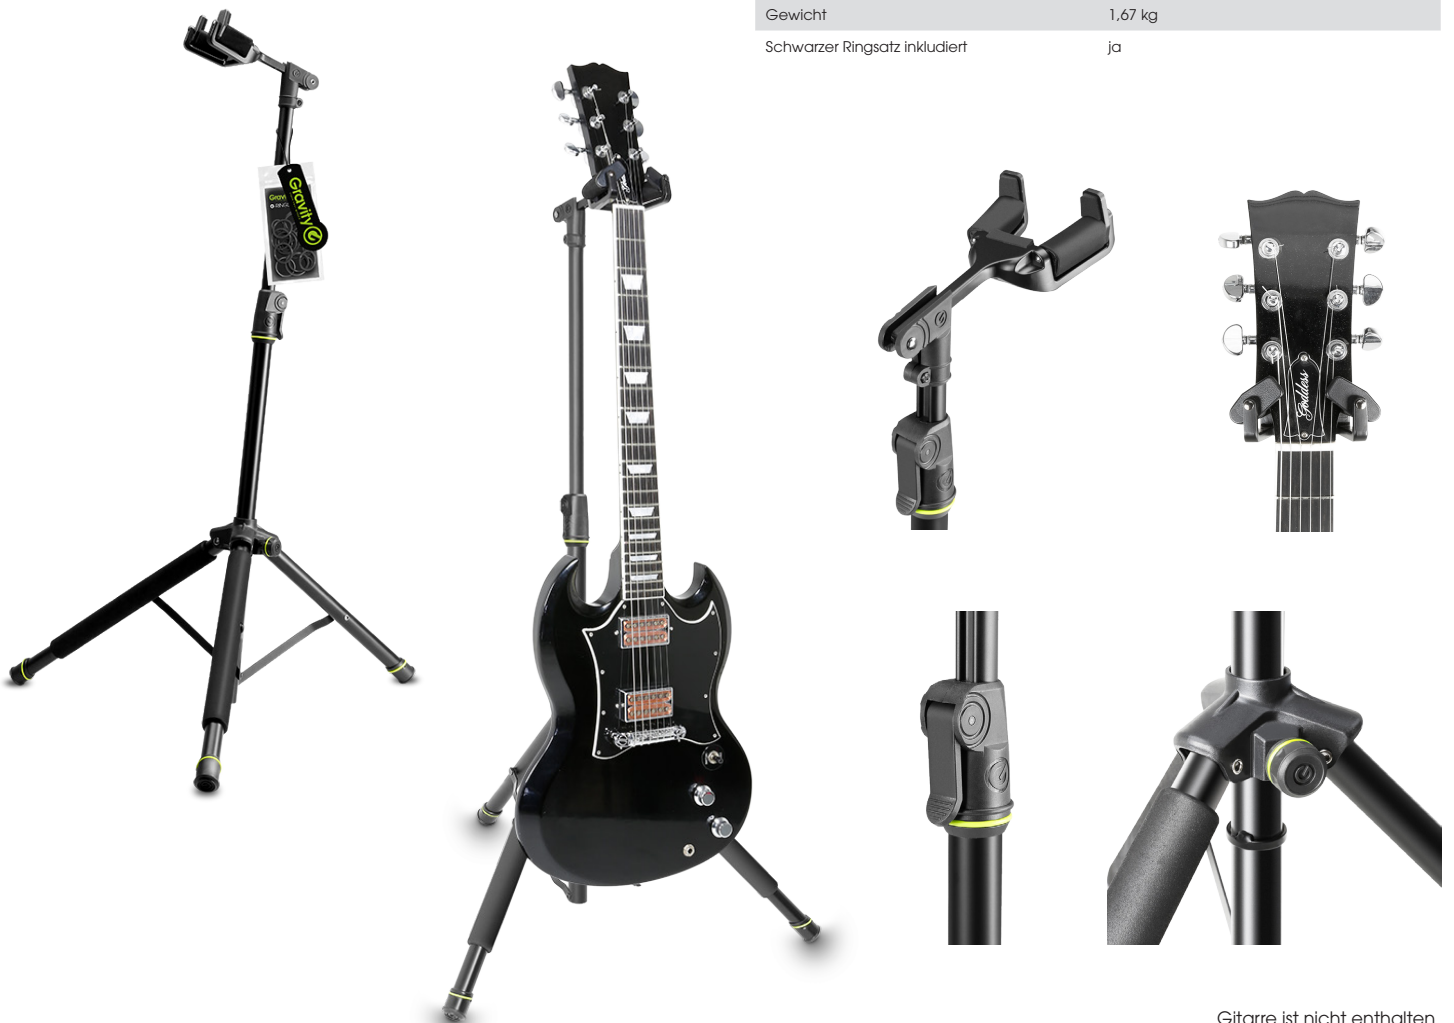 Gewicht 1,67 kg
Schwarzer Ringsatz inkludiert ja
Gravity
Goddess
Gitarre ist nicht enthalten